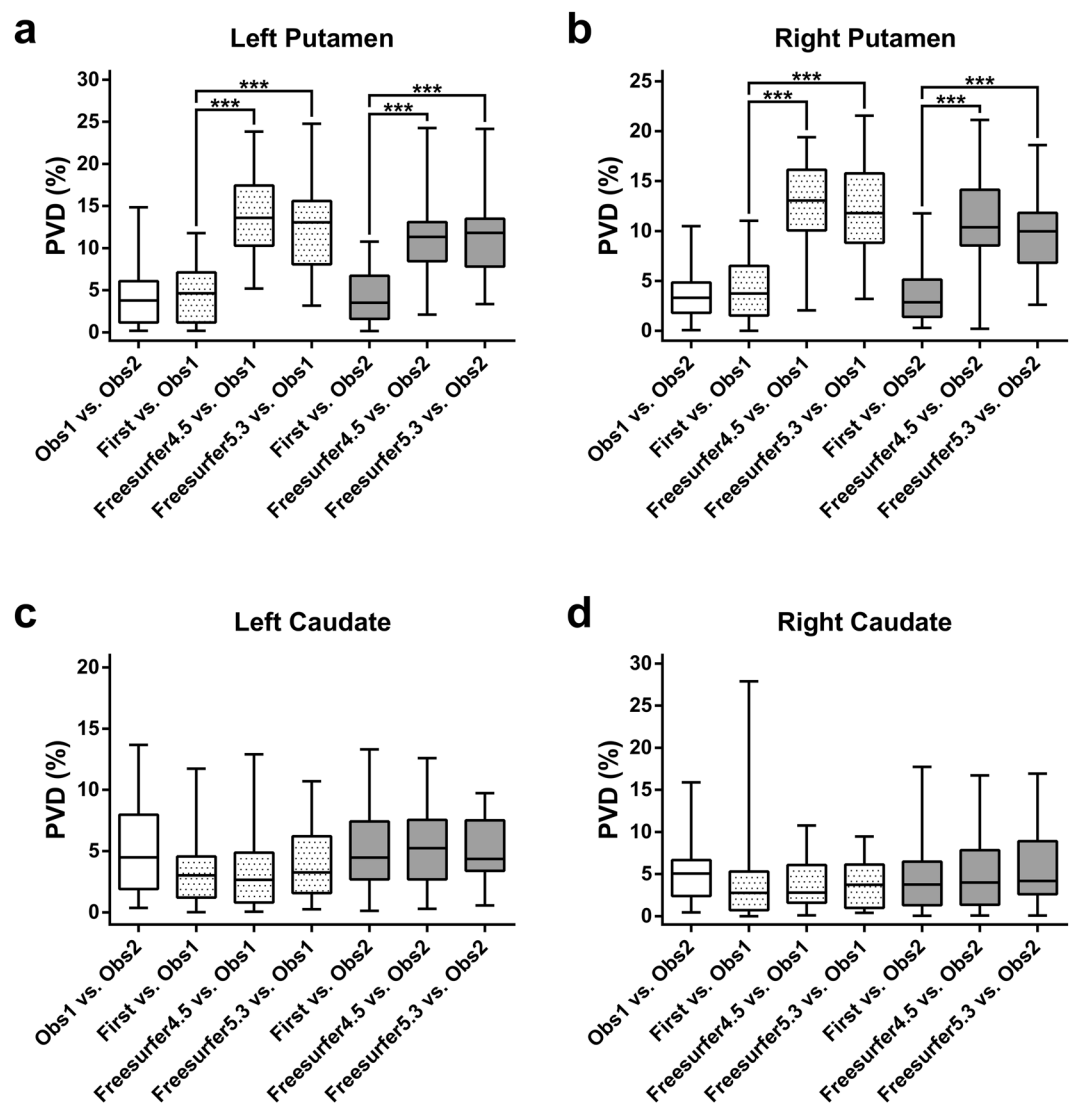 a
Left Putamen
PVD (%)
30
25
20
15
10
5
0
***
***
***
***
Obs1 vs. Obs2
First vs. Obs1
Freesurfer4.5 vs. Obs1
Freesurfer5.3 vs. Obs1
First vs. Obs2
Freesurfer4.5 vs. Obs2
Freesurfer5.3 vs. Obs2
b
Right Putamen
PVD (%)
25
20
15
10
5
0
***
***
***
***
Obs1 vs. Obs2
First vs. Obs1
Freesurfer4.5 vs. Obs1
Freesurfer5.3 vs. Obs1
First vs. Obs2
Freesurfer4.5 vs. Obs2
Freesurfer5.3 vs. Obs2
c
Left Caudate
PVD (%)
20
15
10
5
0
Obs1 vs. Obs2
First vs. Obs1
Freesurfer4.5 vs. Obs1
Freesurfer5.3 vs. Obs1
First vs. Obs2
Freesurfer4.5 vs. Obs2
Freesurfer5.3 vs. Obs2
d
Right Caudate
PVD (%)
30
25
20
15
10
5
0
Obs1 vs. Obs2
First vs. Obs1
Freesurfer4.5 vs. Obs1
Freesurfer5.3 vs. Obs1
First vs. Obs2
Freesurfer4.5 vs. Obs2
Freesurfer5.3 vs. Obs2